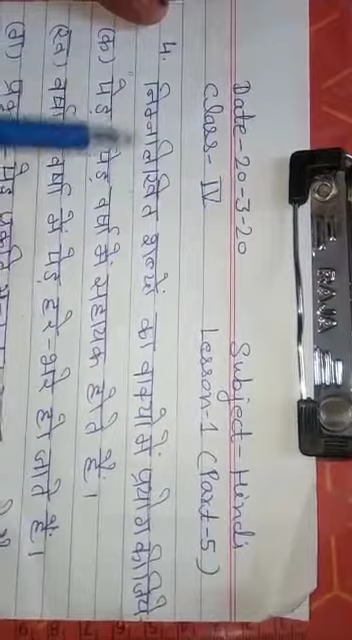 BAJAJ
Date-20-3-20 Subject-Hindi
Class-IV Lesson-1 (Part-5)
4. निम्नलिखित शब्दों का वाक्यों में प्रयोग कीजिए
(क) पेड़ पेड़ वर्षा में सहायक होते हैं।
(ख) वर्षा वर्षा में पेड़ हरे-भरे हो जाते हैं।
(ग)